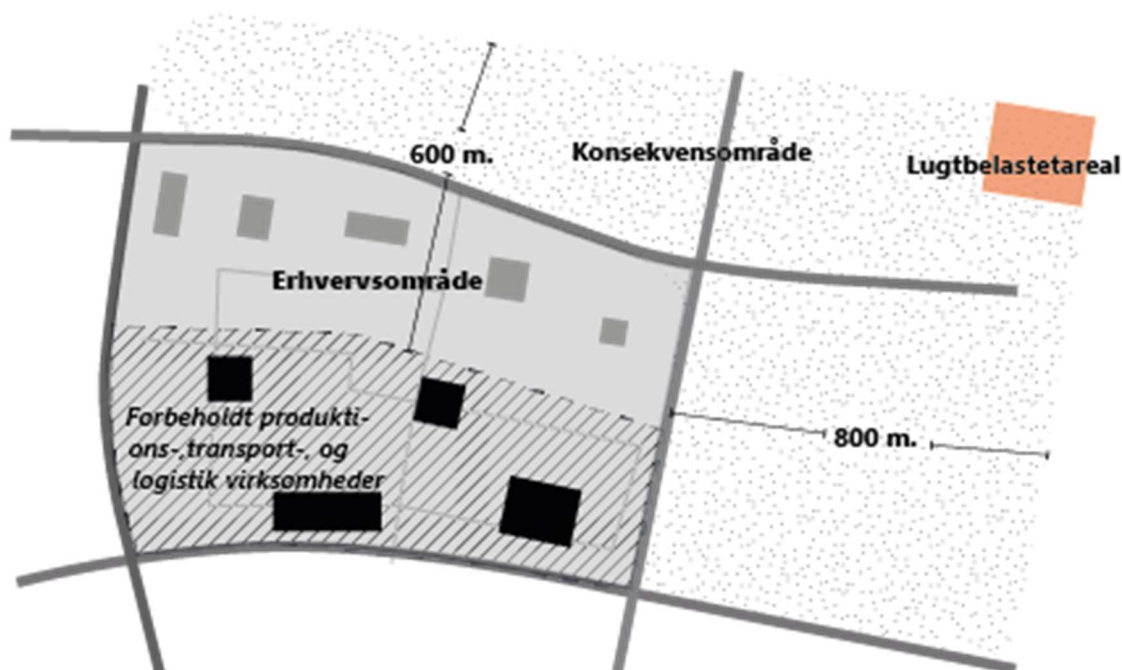 600 m.
Konsekvensområde
Lugtbelastetareal
Erhvervsområde
Forbeholdt produkti-
ons-,transport-, og
logistik virksomheder
800 m.